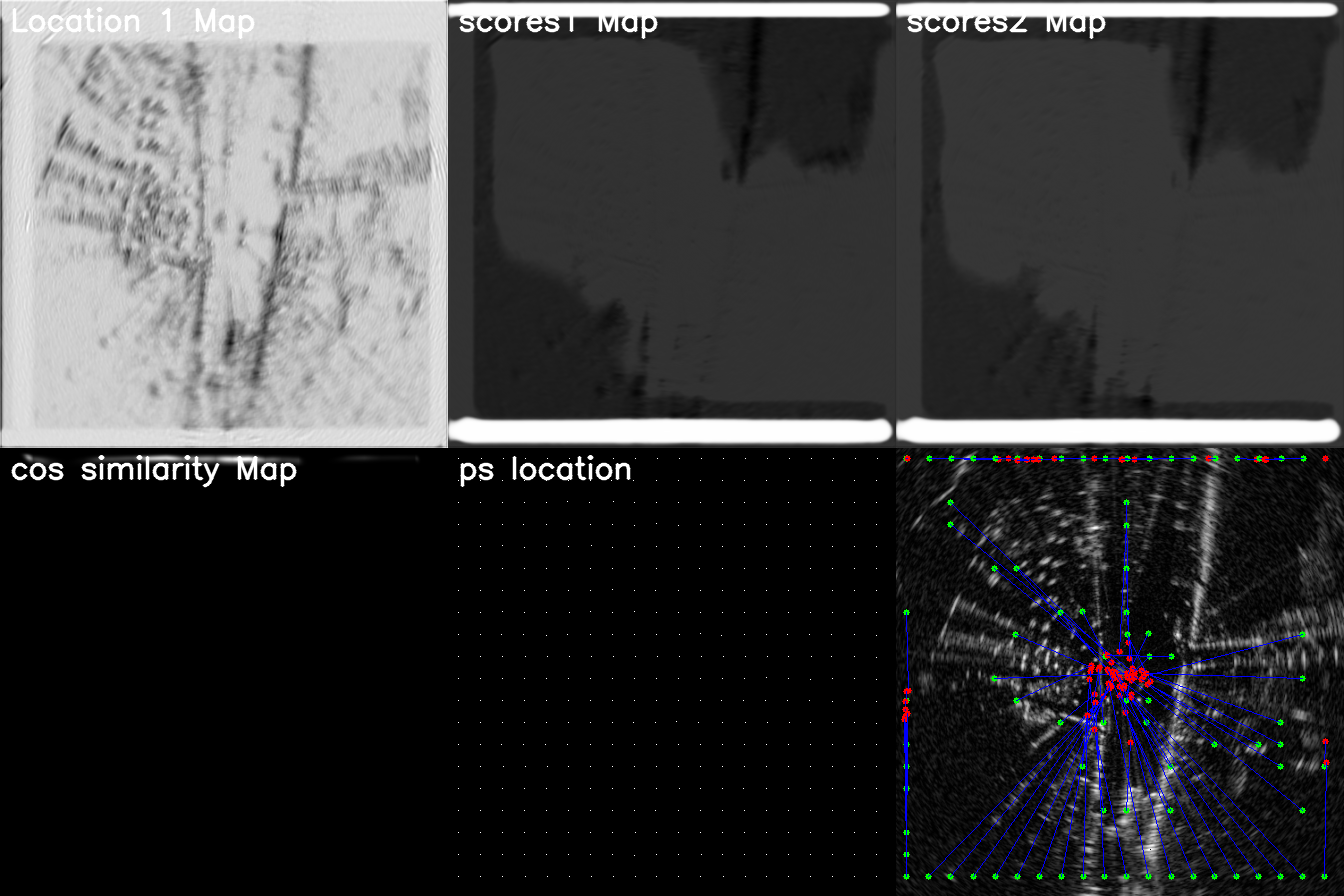 Location 1 Map
scores1 Map
scores2 Map
cos similarity Map
ps location